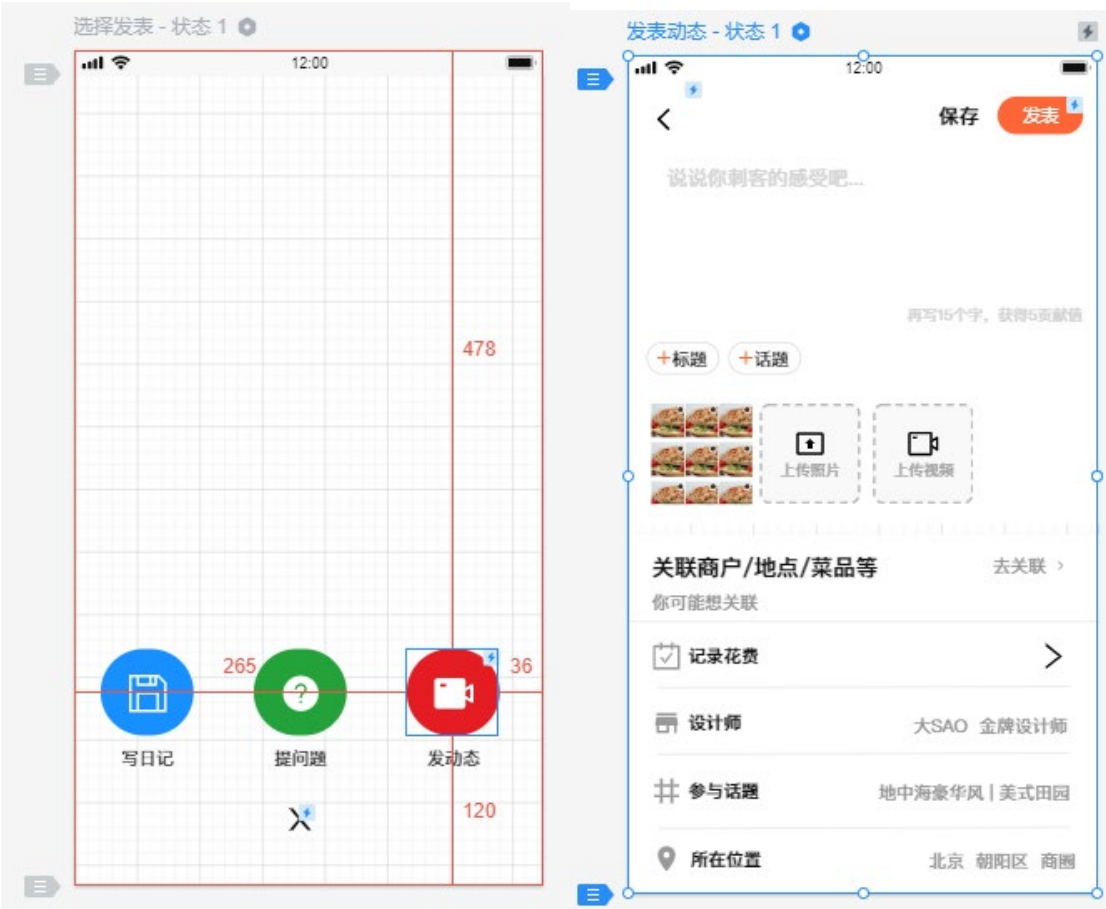 选择发表 - 状态 1
12:00
478
265
36
写日记
提问题
发动态
120
发表动态 - 状态 1
12:00
保存
发表
说说你刺客的感受吧...
再写15个字，获得5页献值
+标题
+话题
上传照片
上传视频
关联商户/地点/菜品等
去关联 >
你可能想关联
记录花费
设计师
大SAO 金牌设计师
参与话题
地中海豪华风 | 美式田园
所在位置
北京 朝阳区 商圈